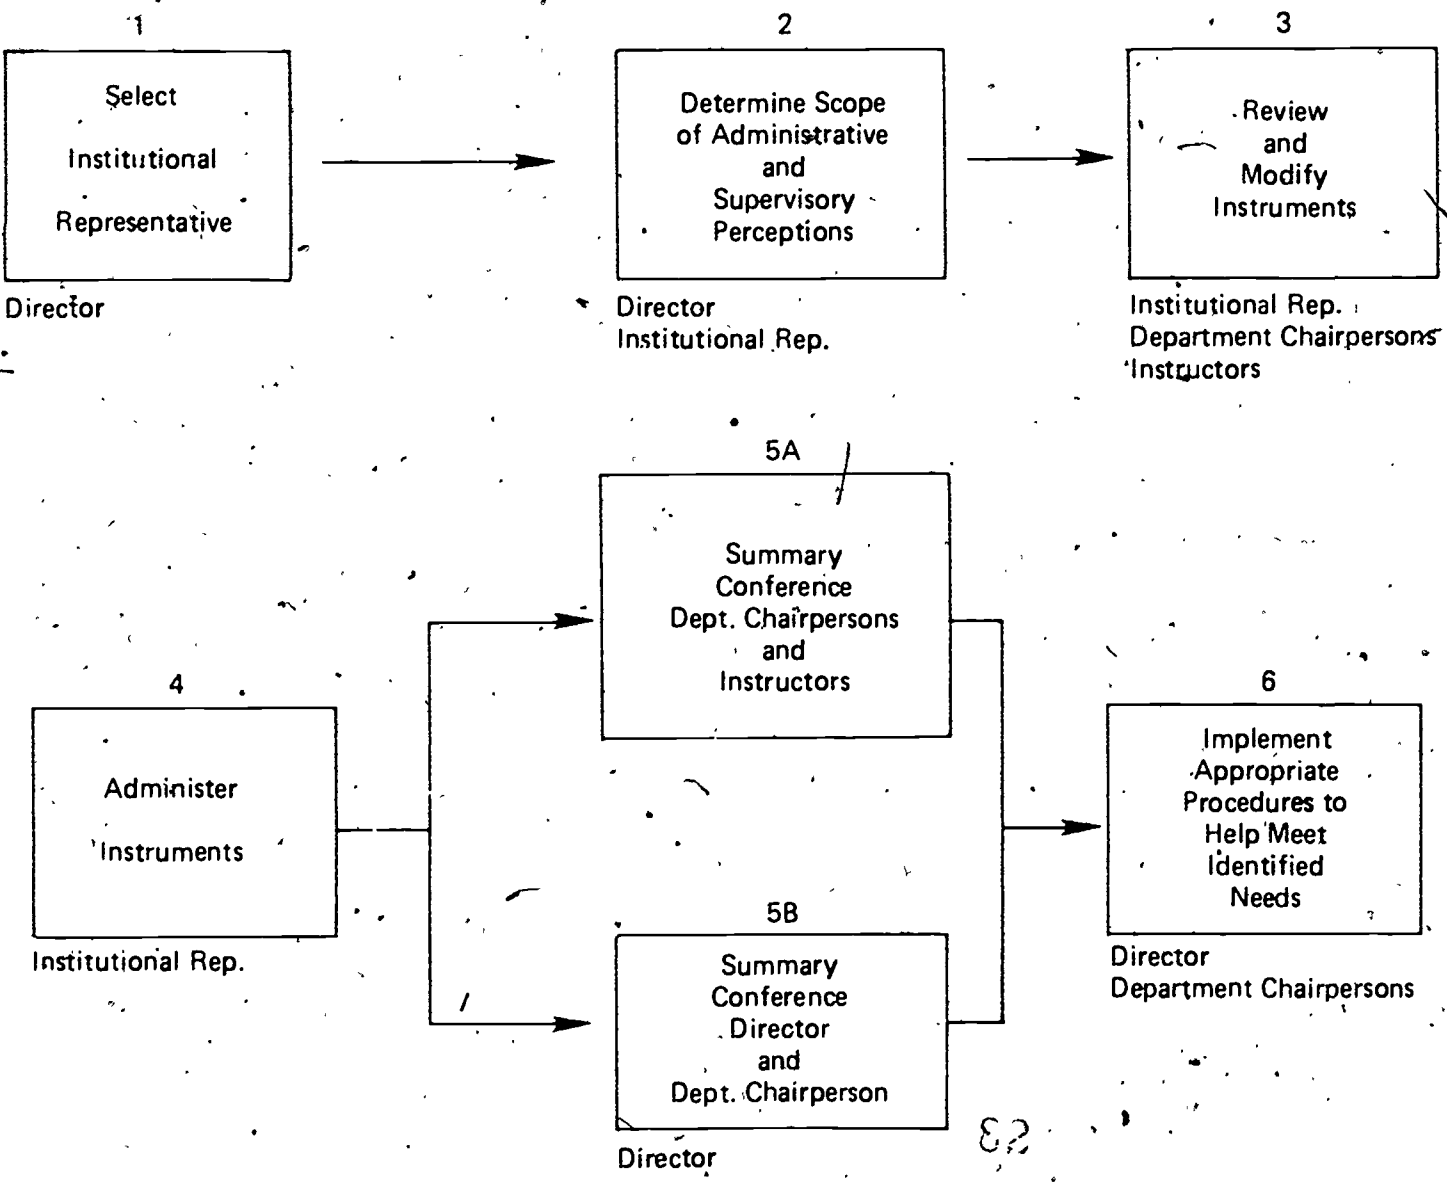 1
Select
Institutional
Representative
Director
2
Determine Scope
of Administrative
and
Supervisory
Perceptions
Director
Institutional Rep.
3
Review
and
Modify
Instruments
Institutional Rep.
Department Chairpersons
Instructors
4
Administer
Instruments
Institutional Rep.
5A
Summary
Conference
Dept. Chairpersons
and
Instructors
5B
Summary
Conference
Director
and
Dept. Chairperson
Director
6
Implement
Appropriate
Procedures to
Help Meet
Identified
Needs
Director
Department Chairpersons